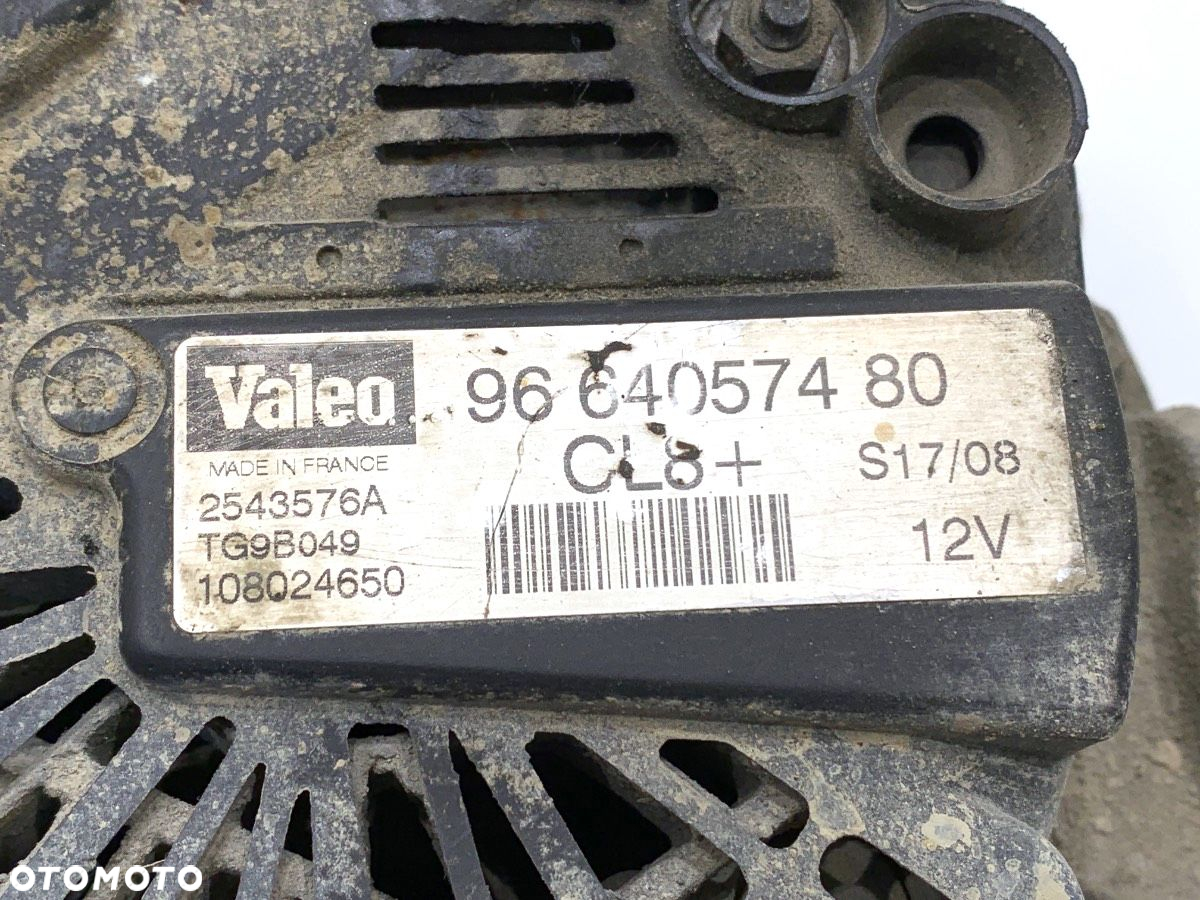 Valeo
96 640574 80
MADE IN FRANCE
CL8+
S17/08
2543576A
TG9B049
12V
108024650
OTOMOTO